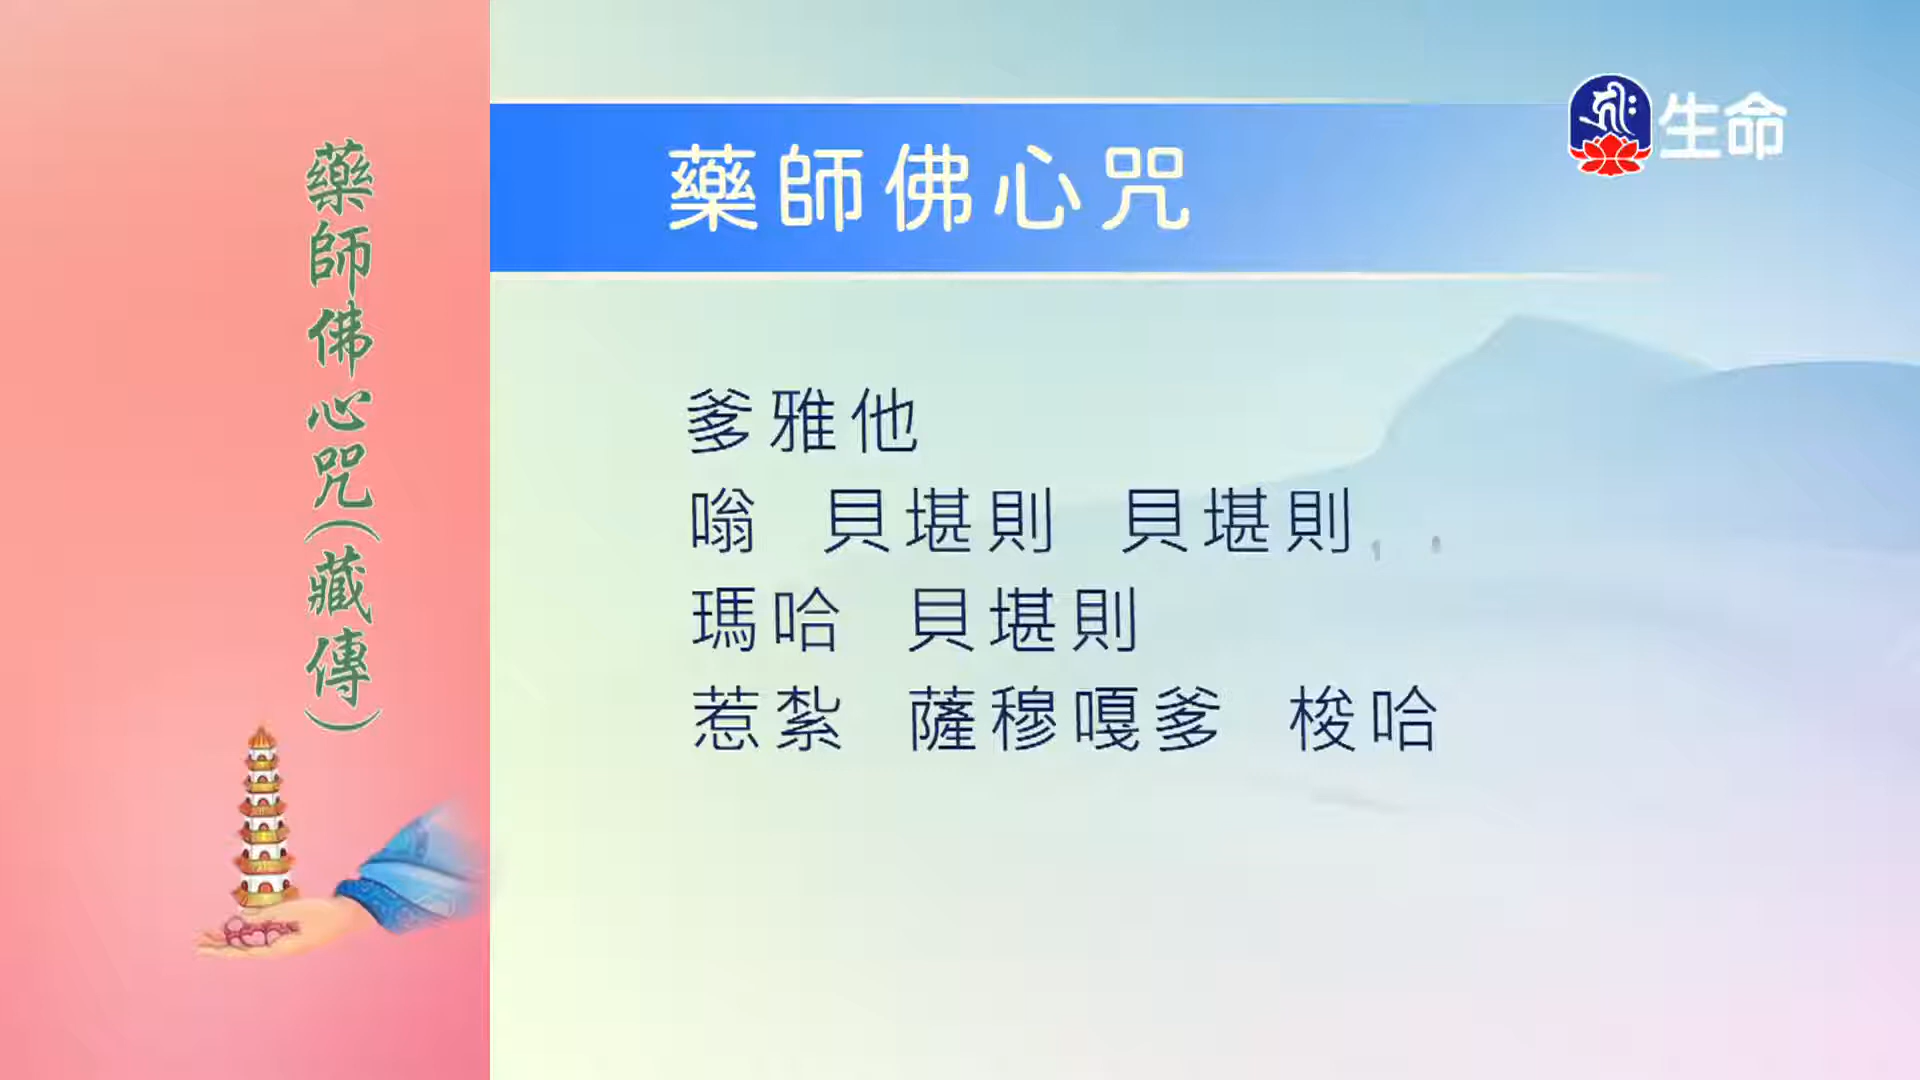 藥師佛心咒(藏傳)
藥師佛心咒
生命
爹雅他
嗡 貝堪則 貝堪則
瑪哈 貝堪則
惹紮 薩穆嘎爹 梭哈